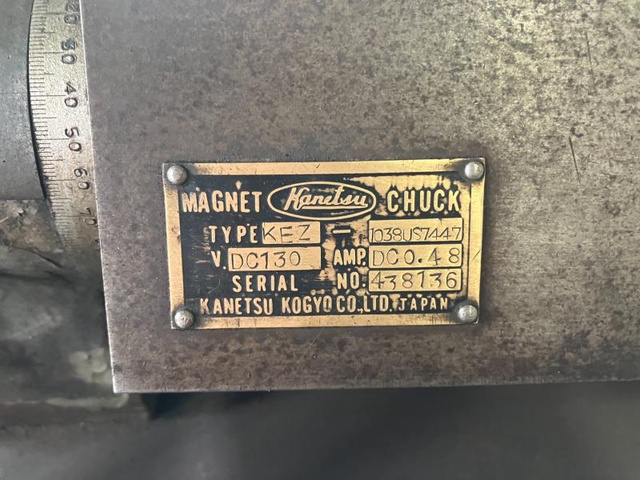 20 30 40 50 60
MAGNET Kanetsu CHUCK
TYPE KEZ - 1038US7447
V. DC130 AMP. DC0.48
SERIAL NO. 438136
KANETSU KOGYO CO., LTD. JAPAN